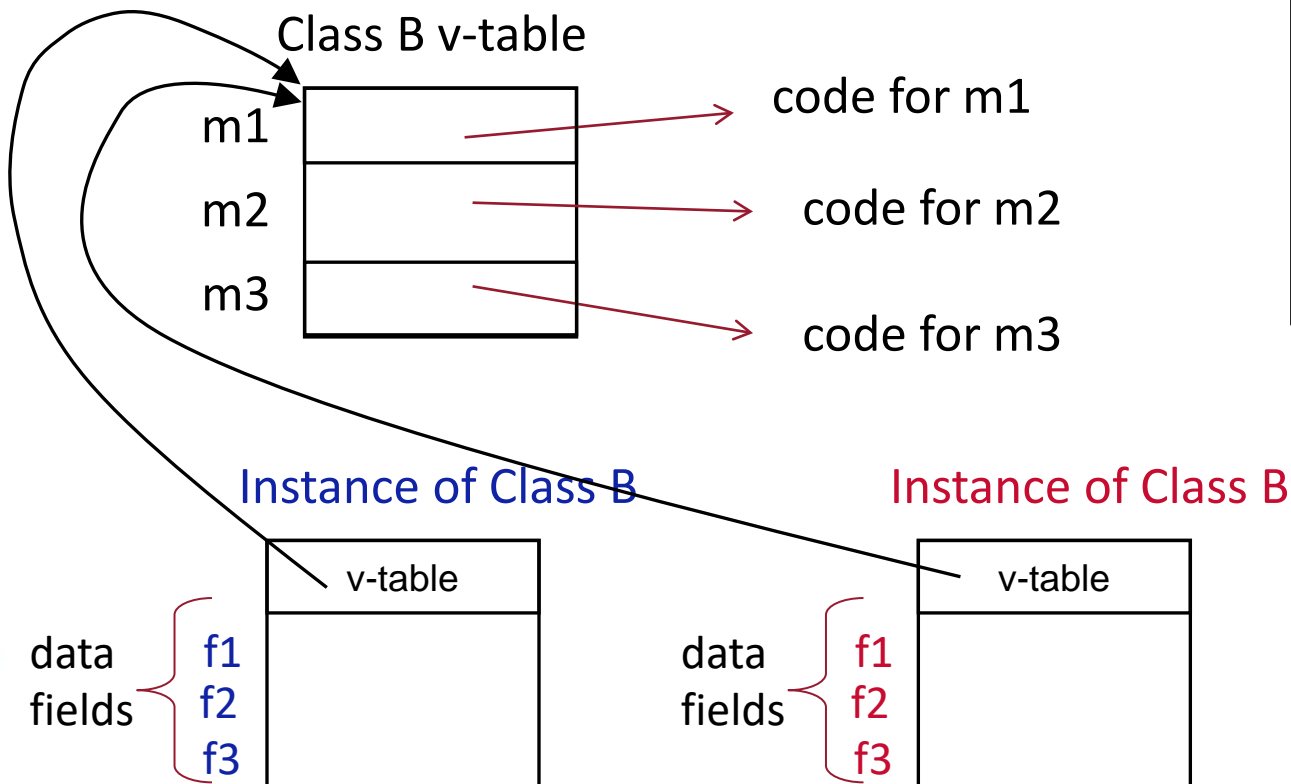 Class B v-table
m1
code for m1
m2
code for m2
m3
code for m3
Instance of Class B
Instance of Class B
v-table
v-table
data
fields
f1
f2
f3
data
fields
f1
f2
f3